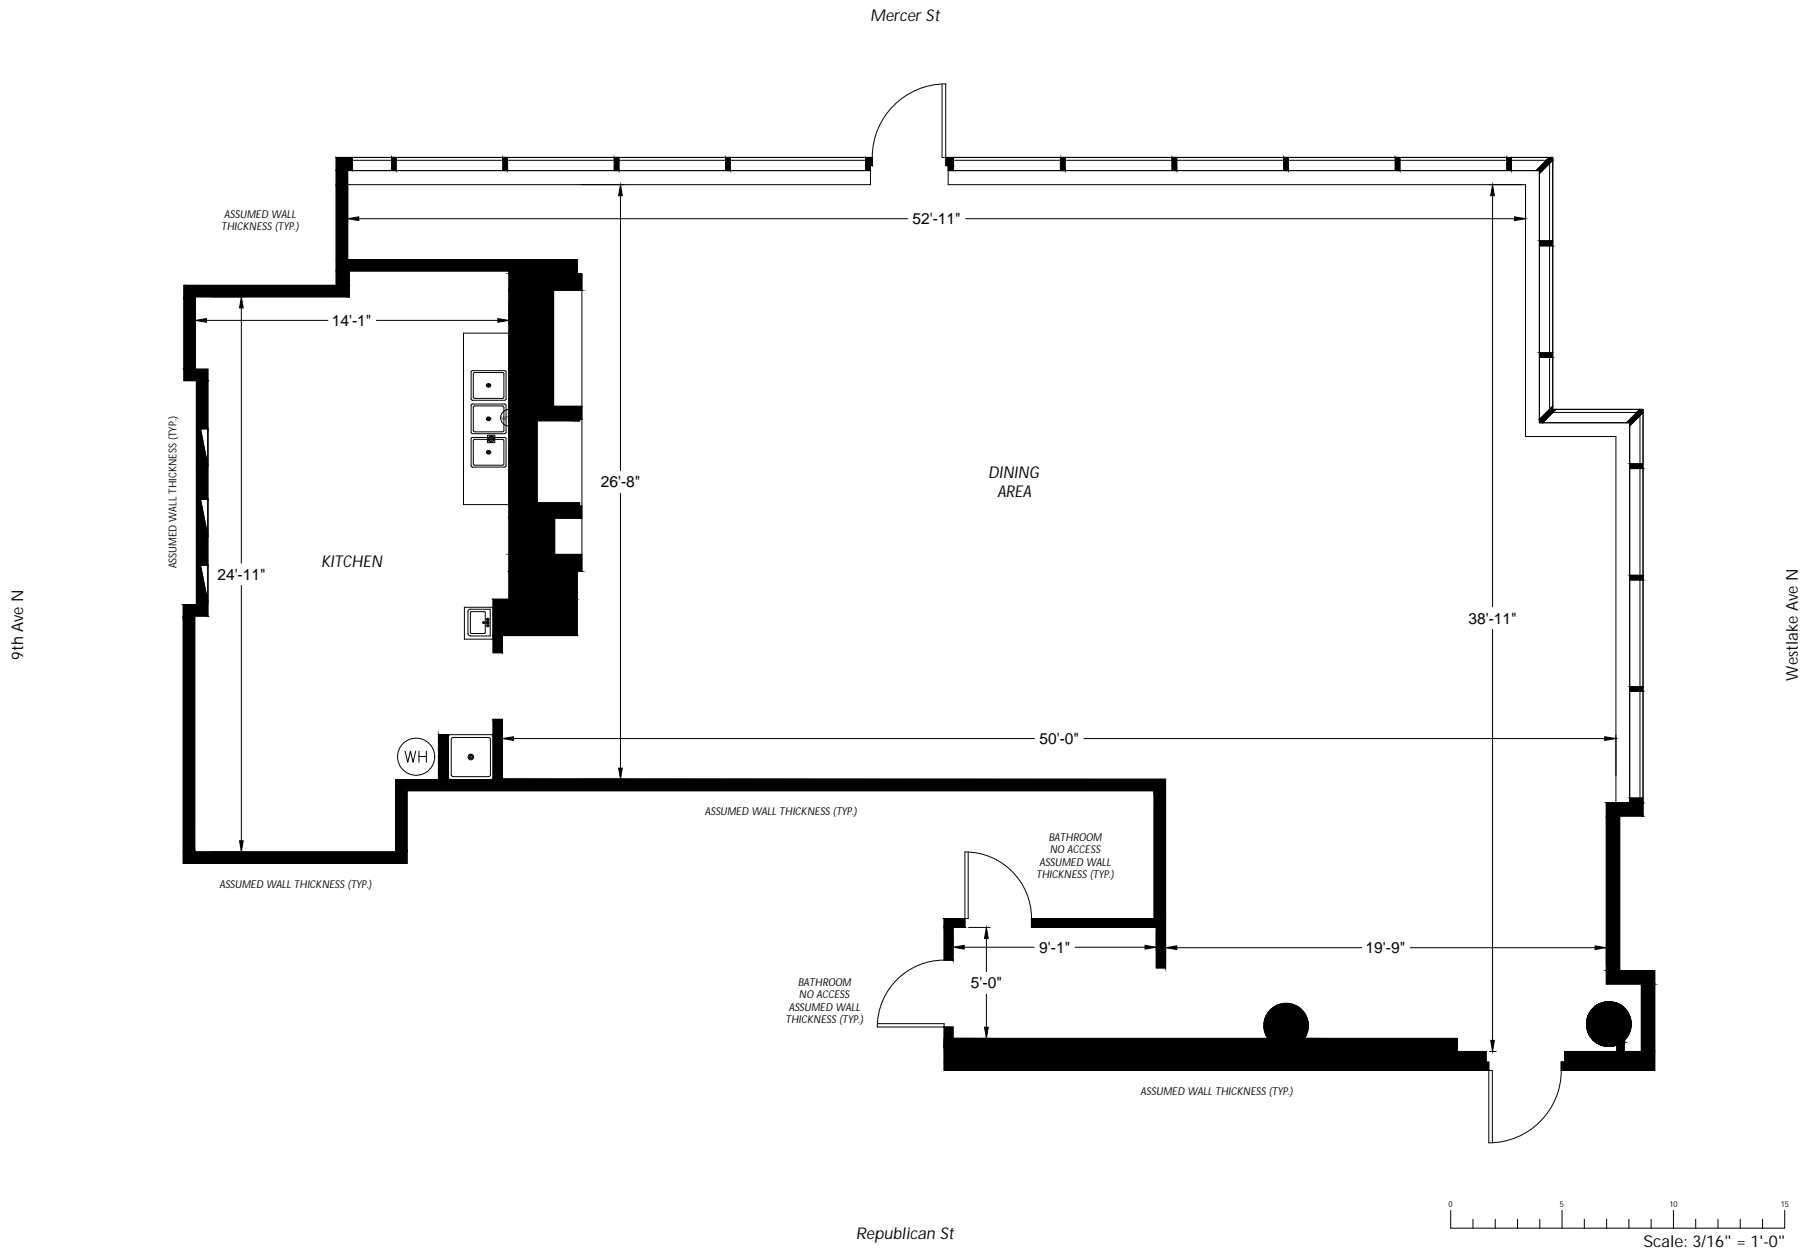 Mercer St
ASSUMED WALL
THICKNESS (TYP.)
52'-11"
14'-1"
ASSUMED WALL THICKNESS (TYP.)
26'-8"
DINING
AREA
KITCHEN
24'-11"
9th Ave N
38'-11"
Westlake Ave N
50'-0"
WH
ASSUMED WALL THICKNESS (TYP.)
BATHROOM
NO ACCESS
ASSUMED WALL
THICKNESS (TYP.)
ASSUMED WALL THICKNESS (TYP.)
9'-1"
19'-9"
5'-0"
BATHROOM
NO ACCESS
ASSUMED WALL
THICKNESS (TYP.)
ASSUMED WALL THICKNESS (TYP.)
0 5 10 15
Republican St
Scale: 3/16" = 1'-0"